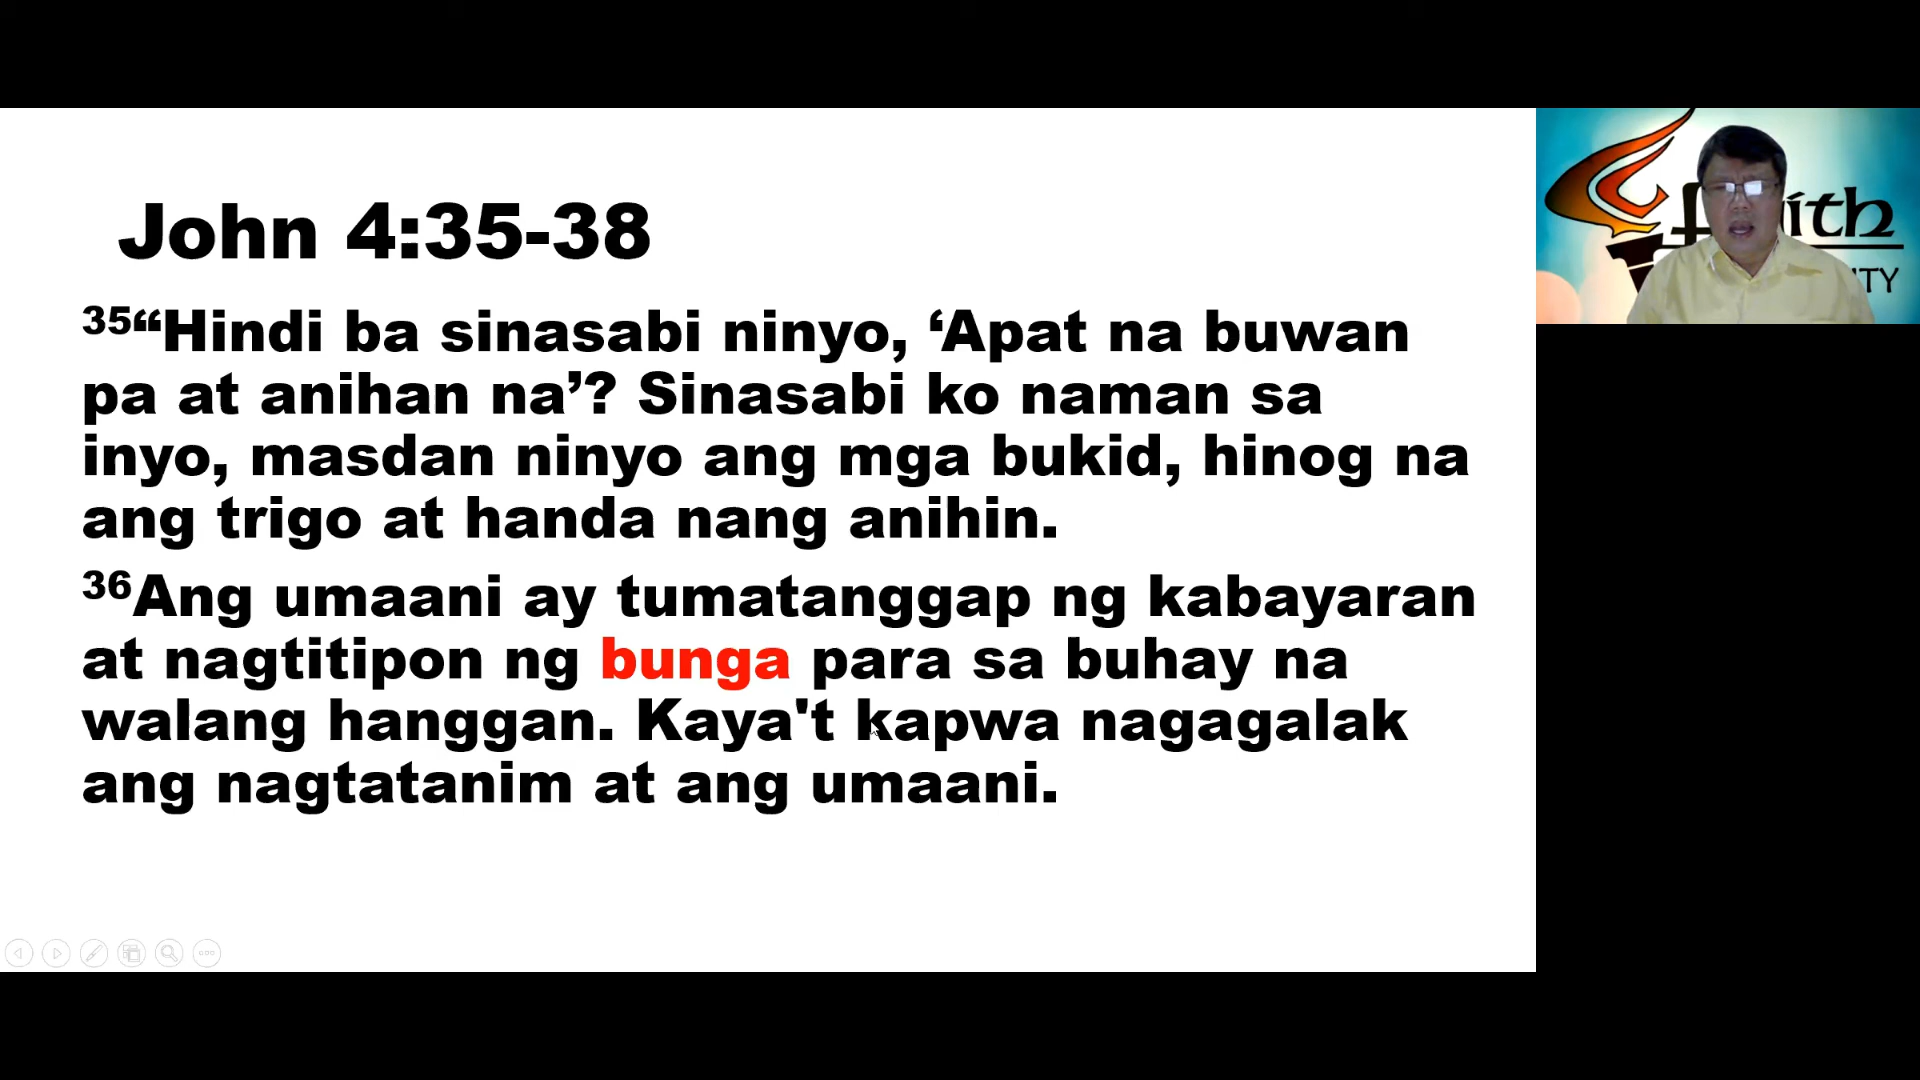 John 4:35-38
35“Hindi ba sinasabi ninyo, ‘Apat na buwan
pa at anihan na’? Sinasabi ko naman sa
inyo, masdan ninyo ang mga bukid, hinog na
ang trigo at handa nang anihin.
36Ang umaani ay tumatanggap ng kabayaran
at nagtitipon ng bunga para sa buhay na
walang hanggan. Kaya't kapwa nagagalak
ang nagtatanim at ang umaani.